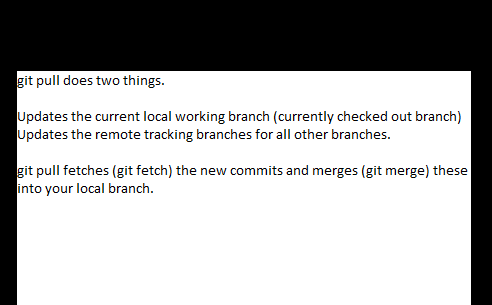 git pull does two things.
Updates the current local working branch (currently checked out branch)
Updates the remote tracking branches for all other branches.
git pull fetches (git fetch) the new commits and merges (git merge) these
into your local branch.